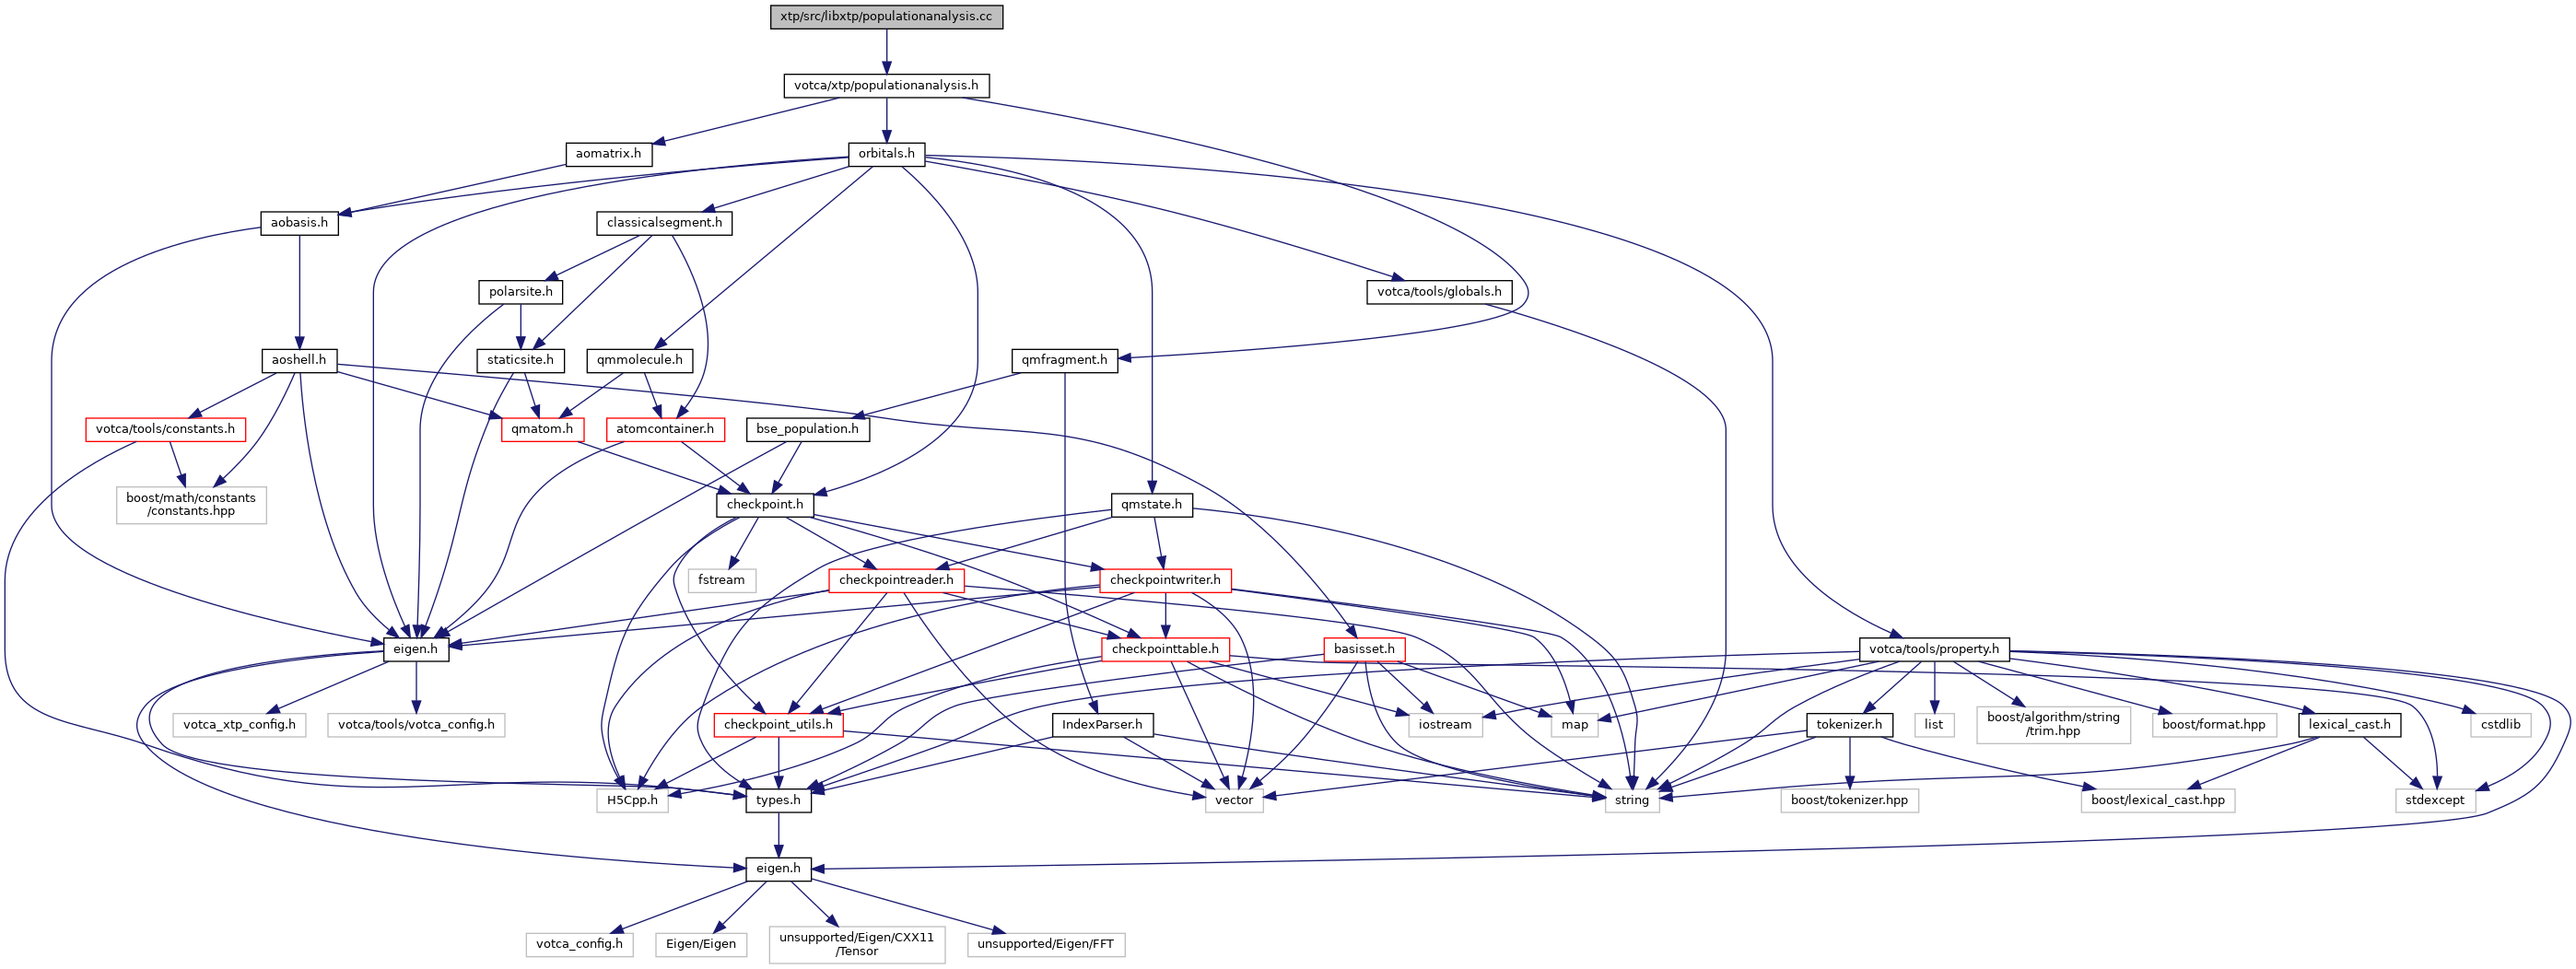 xtp/src/libxtp/populationanalysis.cc
votca/xtp/populationanalysis.h
aomatrix.h
orbitals.h
aobasis.h
classicalsegment.h
polarsite.h
votca/tools/globals.h
aoshell.h
staticsite.h
qmmolecule.h
qmfragment.h
votca/tools/constants.h
qmatom.h
atomcontainer.h
bse_population.h
boost/math/constants
/constants.hpp
checkpoint.h
qmstate.h
fstream
checkpointreader.h
checkpointwriter.h
eigen.h
checkpointtable.h
basisset.h
votca/tools/property.h
votca_xtp_config.h
votca/tools/votca_config.h
checkpoint_utils.h
IndexParser.h
iostream
map
tokenizer.h
list
boost/algorithm/string
/trim.hpp
boost/format.hpp
lexical_cast.h
cstdlib
H5Cpp.h
types.h
vector
string
boost/tokenizer.hpp
boost/lexical_cast.hpp
stdexcept
eigen.h
votca_config.h
Eigen/Eigen
unsupported/Eigen/CXX11
/Tensor
unsupported/Eigen/FFT